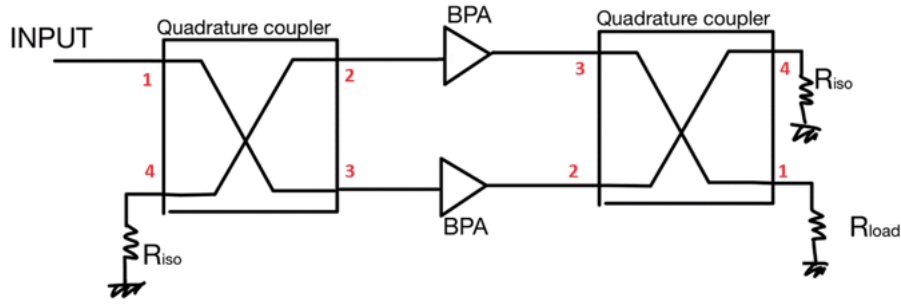 INPUT
Quadrature coupler
1
2
4
3
Riso
BPA
BPA
Quadrature coupler
3
4
2
1
Riso
Rload